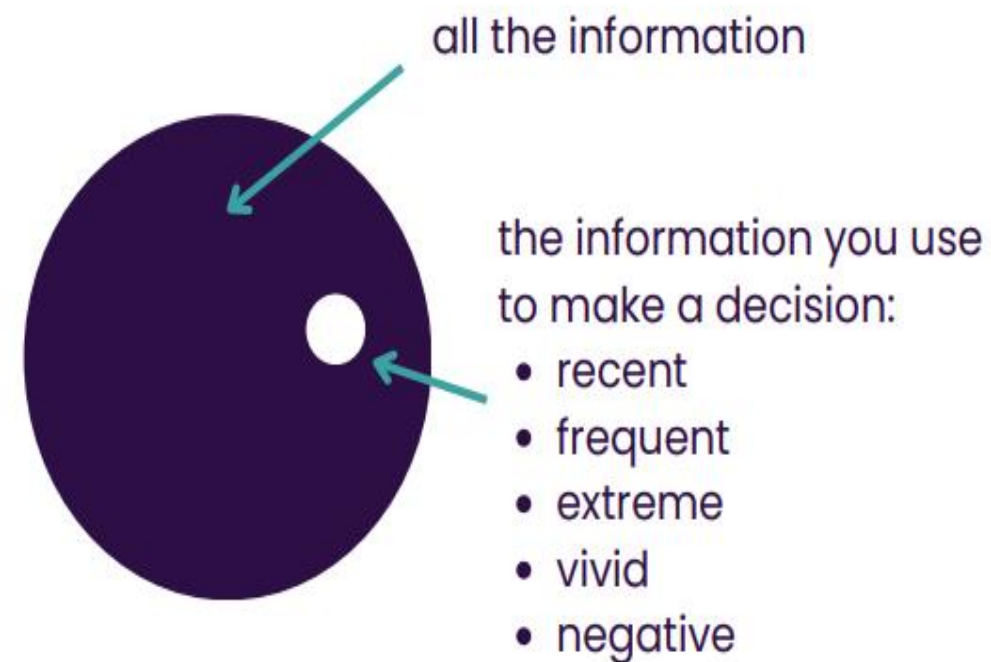 all the information
the information you use
to make a decision:
• recent
• frequent
• extreme
• vivid
• negative